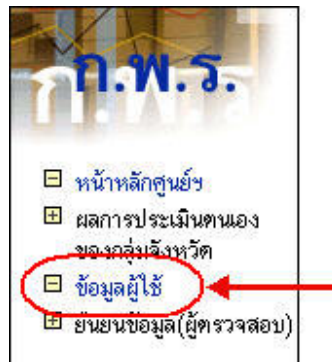 ก.พ.ร.
ก.พ.ร
หน้าหลักศูนย์ฯ
ผลการประเมินตนเอง
ของกลุ่มจังหวัด
ข้อมูลผู้ใช้
ยืนยันข้อมูล(ผู้ตรวจสอบ)